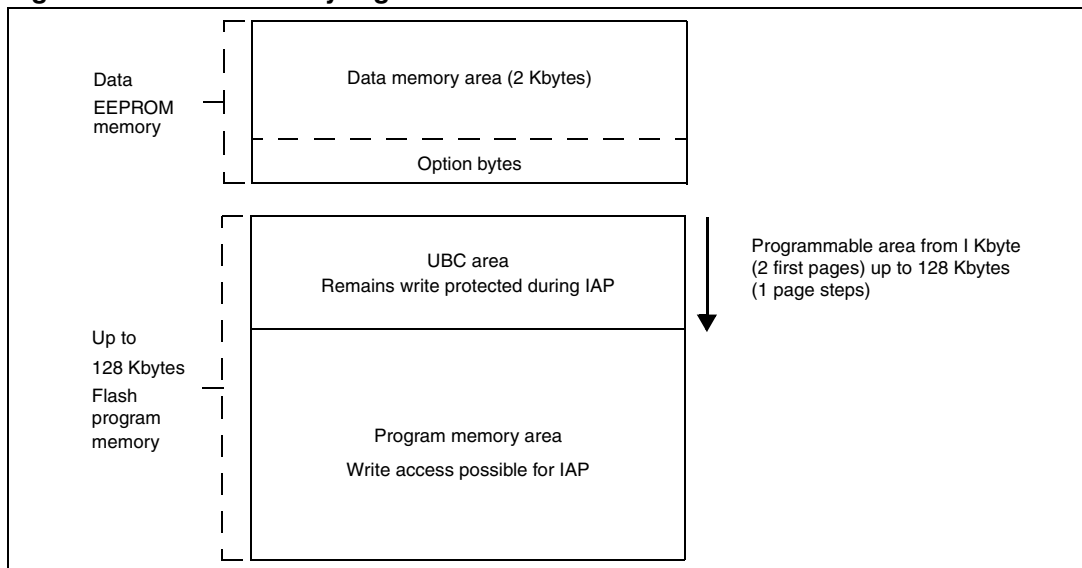 Data memory area (2 Kbytes)
Data
EEPROM
memory
Option bytes
UBC area
Remains write protected during IAP
Programmable area from I Kbyte
(2 first pages) up to 128 Kbytes
(1 page steps)
Up to
128 Kbytes
Flash
program
memory
Program memory area
Write access possible for IAP